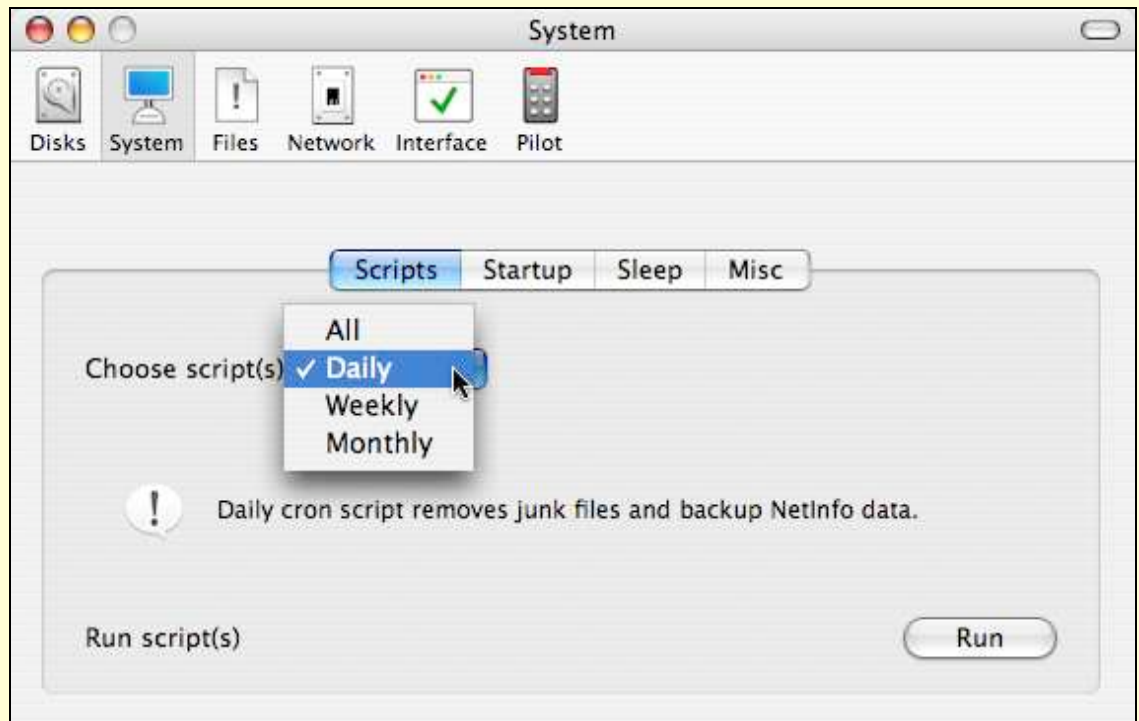 System
Disks System Files Network Interface Pilot
Scripts Startup Sleep Misc
All
Choose script(s) ✓ Daily
Weekly
Monthly
! Daily cron script removes junk files and backup NetInfo data.
Run script(s) Run